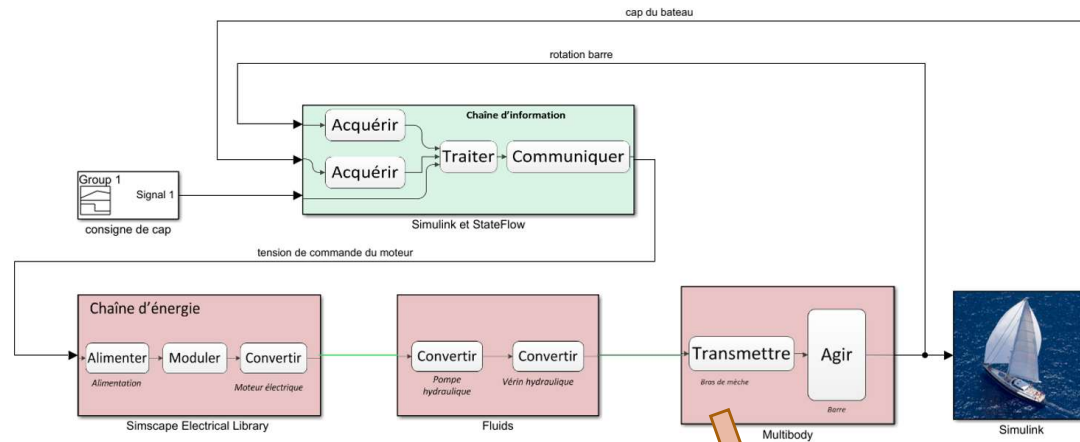 cap du bateau
rotation barre
Chaîne d'information
Acquérir
Acquérir
Traiter
Communiquer
Group 1
Signal 1
consigne de cap
Simulink et StateFlow
tension de commande du moteur
Chaîne d'énergie
Alimenter
Moduler
Convertir
Alimentation
Moteur électrique
Simscape Electrical Library
Convertir
Convertir
Pompe
hydraulique
Vérin hydraulique
Fluids
Transmettre
Agir
Bras de mèche
Barre
Multibody
Simulink